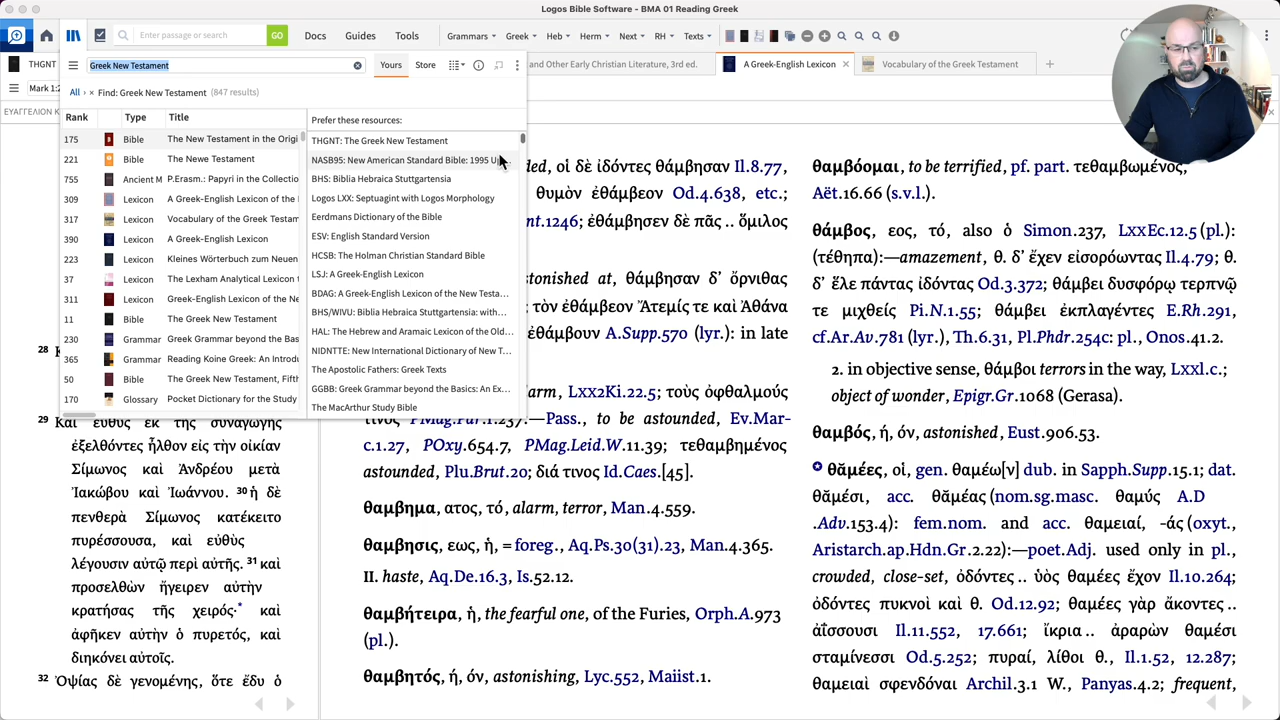 Logos Bible Software - BMA 01 Reading Greek
Enter passage or search
GO
Docs
Guides
Tools
Grammars
Greek
Heb
Herm
Next
RH
Texts
THGNT
Greek New Testament
Yours
Store
and Other Early Christian Literature, 3rd ed.
A Greek-English Lexicon
Vocabulary of the Greek Testament
Mark 1:2
ΕΥΑΓΓΕΛΙΟΝ Κ
All › × Find: Greek New Testament (847 results)
Rank Type Title
175 Bible The New Testament in the Origi
221 Bible The Newe Testament
755 Ancient M P.Erasm.: Papyri in the Collectio
309 Lexicon A Greek-English Lexicon of the
317 Lexicon Vocabulary of the Greek Testam
390 Lexicon A Greek-English Lexicon
223 Lexicon Kleines Wörterbuch zum Neuen
37 Lexicon The Lexham Analytical Lexicon t
311 Lexicon Greek-English Lexicon of the Ne
11 Bible The Greek New Testament
230 Grammar Greek Grammar beyond the Bas
365 Grammar Reading Koine Greek: An Introdu
50 Bible The Greek New Testament, Fifth
170 Glossary Pocket Dictionary for the Study
Prefer these resources:
THGNT: The Greek New Testament
NASB95: New American Standard Bible: 1995 Up
BHS: Biblia Hebraica Stuttgartensia
Logos LXX: Septuagint with Logos Morphology
Eerdmans Dictionary of the Bible
ESV: English Standard Version
HCSB: The Holman Christian Standard Bible
LSJ: A Greek-English Lexicon
BDAG: A Greek-English Lexicon of the New Testa…
BHS/WIVU: Biblia Hebraica Stuttgartensia: with…
HAL: The Hebrew and Aramaic Lexicon of the Old…
NIDNTTE: New International Dictionary of New T…
The Apostolic Fathers: Greek Texts
GGBB: Greek Grammar beyond the Basics: An Ex…
The MacArthur Study Bible
28 Κ
29 Καὶ εὐθὺς ἐκ τῆς συναγωγῆς
ἐξελθόντες ἦλθον εἰς τὴν οἰκίαν
Σίμωνος καὶ Ἀνδρέου μετὰ
Ἰακώβου καὶ Ἰωάννου. 30 ἡ δὲ
πενθερὰ Σίμωνος κατέκειτο
πυρέσσουσα, καὶ εὐθὺς
λέγουσιν αὐτῷ περὶ αὐτῆς. 31 καὶ
προσελθὼν ἤγειρεν αὐτὴν
κρατήσας τῆς χειρός·* καὶ
ἀφῆκεν αὐτὴν ὁ πυρετός, καὶ
διηκόνει αὐτοῖς.
32 Ὀψίας δὲ γενομένης, ὅτε ἔδυ ὁ
ded, οἱ δὲ ἰδόντες θάμβησαν Il.8.77,
θυμὸν ἐθάμβεον Od.4.638, etc.;
nt.1246; ἐθάμβησεν δὲ πᾶς .. ὅμιλος
stonished at, θάμβησαν δ’ ὄρνιθας
τὸν ἐθάμβεον Ἄτεμίς τε καὶ Ἀθάνα
θάμβουν A.Supp.570 (lyr.): in late
arm, Lxx2Ki.22.5; τοὺς ὀφθαλμούς
τινος PMag.Par.1.237:—Pass., to be astounded, Ev.Mar-
c.1.27, POxy.654.7, PMag.Leid.W.11.39; τεθαμβημένος
astounded, Plu.Brut.20; διά τινος Id.Caes.[45].
θαμβημα, ατος, τό, alarm, terror, Man.4.559.
θαμβησις, εως, ἡ, = foreg., Aq.Ps.30(31).23, Man.4.365.
II. haste, Aq.De.16.3, Is.52.12.
θαμβήτειρα, ἡ, the fearful one, of the Furies, Orph.A.973
(pl.).
θαμβητός, ή, όν, astonishing, Lyc.552, Maiist.1.
θαμβόομαι, to be terrified, pf. part. τεθαμβωμένος,
Aët.16.66 (s.v.l.).
θάμβος, εος, τό, also ὁ Simon.237, LxxEc.12.5 (pl.):
(τέθηπα):—amazement, θ. δ’ ἔχεν εἰσορόωντας Il.4.79; θ.
δ’ ἕλε πάντας ἰδόντας Od.3.372; θάμβει δυσφόρῳ τερπνῷ
τε μιχθείς Pi.N.1.55; θάμβει ἐκπλαγέντες E.Rh.291,
cf.Ar.Av.781 (lyr.), Th.6.31, Pl.Phdr.254c: pl., Onos.41.2.
2. in objective sense, θάμβοι terrors in the way, Lxxl.c.;
object of wonder, Epigr.Gr.1068 (Gerasa).
θαμβός, ή, όν, astonished, Eust.906.53.
θᾰμέες, οἱ, gen. θαμέω[ν] dub. in Sapph.Supp.15.1; dat.
θᾰμέσι, acc. θᾰμέας (nom.sg.masc. θαμύς A.D
.Adv.153.4): fem.nom. and acc. θαμειαί, -άς (oxyt.,
Aristarch.ap.Hdn.Gr.2.22):—poet.Adj. used only in pl.,
crowded, close-set, ὀδόντες .. ὑὸς θαμέες ἔχον Il.10.264;
ὀδόντες πυκνοὶ καὶ θ. Od.12.92; θαμέες γὰρ ἄκοντες ..
ἀΐσσουσι Il.11.552, 17.661; ἴκρια .. ἀραρὼν θαμέσι
σταμίνεσσι Od.5.252; πυραί, λίθοι θ., Il.1.52, 12.287;
θαμειαὶ σφενδόναι Archil.3.1 W., Panyas.4.2; frequent,